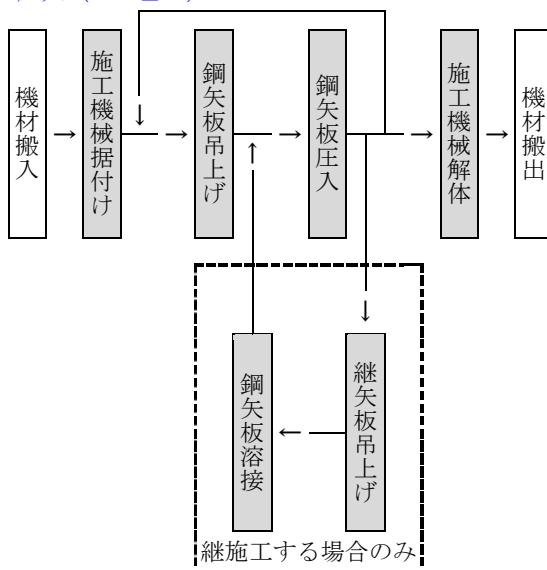 機材搬入
→
施工機械据付け
↓
→
鋼矢板吊上げ
→
↑
鋼矢板圧入
→
施工機械解体
→
機材搬出
↓
継矢板吊上げ
←
鋼矢板溶接
継施工する場合のみ